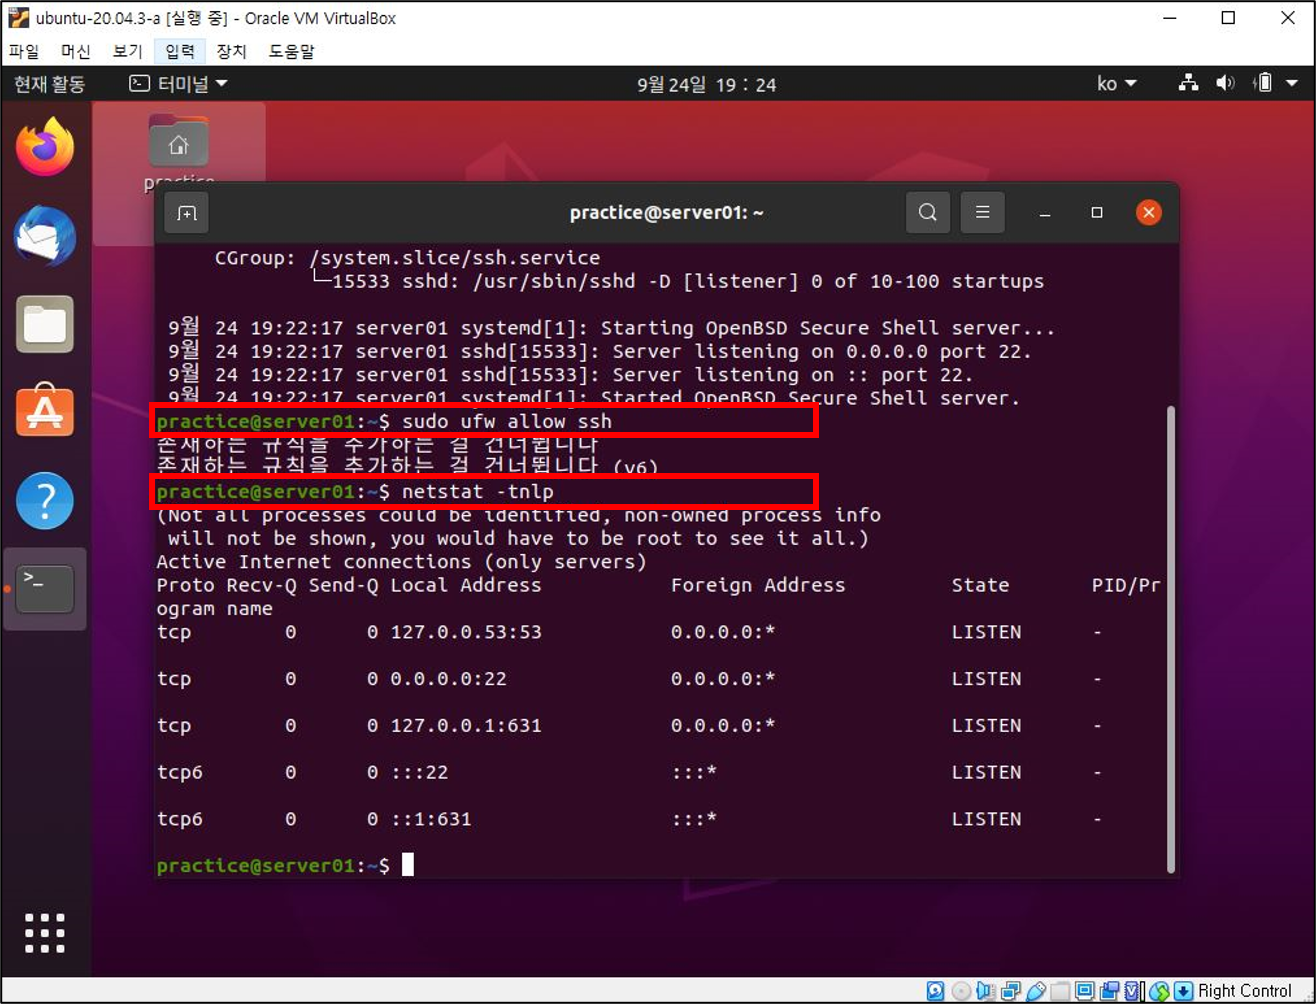 ubuntu-20.04.3-a [실행 중] - Oracle VM VirtualBox
파일 머신 보기 입력 장치 도움말
현재 활동 터미널 9월 24일 19 : 24 ko
practice
practice@server01: ~
CGroup: /system.slice/ssh.service
└─15533 sshd: /usr/sbin/sshd -D [listener] 0 of 10-100 startups
9월 24 19:22:17 server01 systemd[1]: Starting OpenBSD Secure Shell server...
9월 24 19:22:17 server01 sshd[15533]: Server listening on 0.0.0.0 port 22.
9월 24 19:22:17 server01 sshd[15533]: Server listening on :: port 22.
9월 24 19:22:17 server01 systemd[1]: Started OpenBSD Secure Shell server.
practice@server01:~$ sudo ufw allow ssh
존재하는 규칙을 추가하는 걸 건너뜁니다
존재하는 규칙을 추가하는 걸 건너뜁니다 (v6)
practice@server01:~$ netstat -tnlp
(Not all processes could be identified, non-owned process info
will not be shown, you would have to be root to see it all.)
Active Internet connections (only servers)
Proto Recv-Q Send-Q Local Address Foreign Address State PID/Pr
ogram name
tcp 0 0 127.0.0.53:53 0.0.0.0:* LISTEN -
tcp 0 0 0.0.0.0:22 0.0.0.0:* LISTEN -
tcp 0 0 127.0.0.1:631 0.0.0.0:* LISTEN -
tcp6 0 0 :::22 :::* LISTEN -
tcp6 0 0 ::1:631 :::* LISTEN -
practice@server01:~$
Right Control